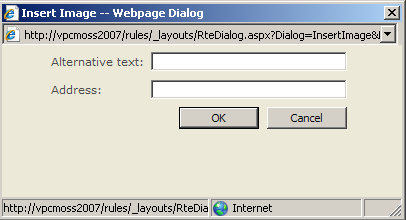 Insert Image -- Webpage Dialog
http://vpcmoss2007/rules/_layouts/RteDialog.aspx?Dialog=InsertImage&
Alternative text:
Address:
OK Cancel
http://vpcmoss2007/rules/_layouts/RteDia Internet